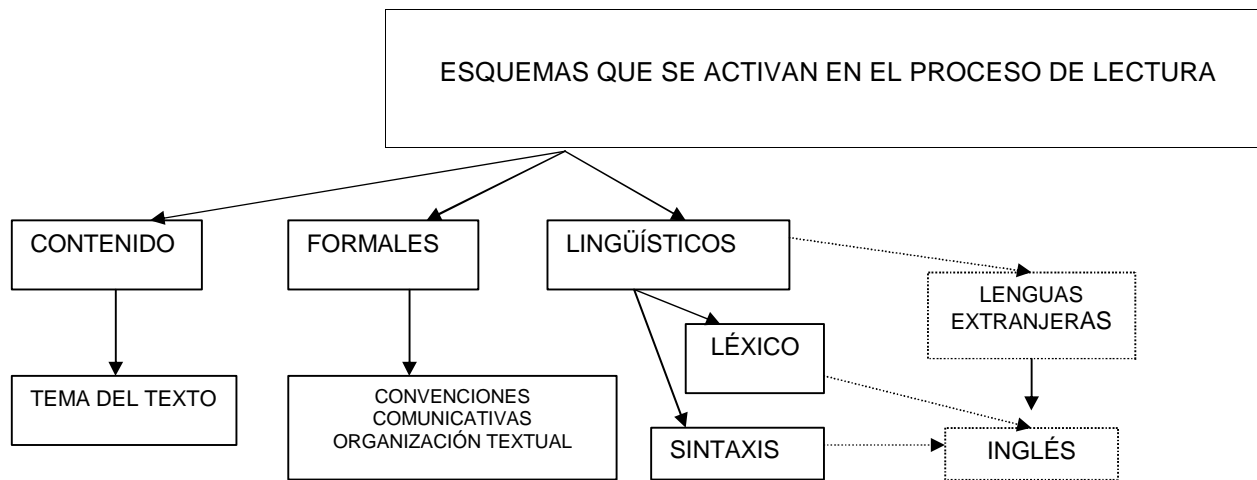 ESQUEMAS QUE SE ACTIVAN EN EL PROCESO DE LECTURA
CONTENIDO
FORMALES
LINGÜÍSTICOS
LENGUAS
EXTRANJERAS
LÉXICO
TEMA DEL TEXTO
CONVENCIONES
COMUNICATIVAS
ORGANIZACIÓN TEXTUAL
SINTAXIS
INGLÉS